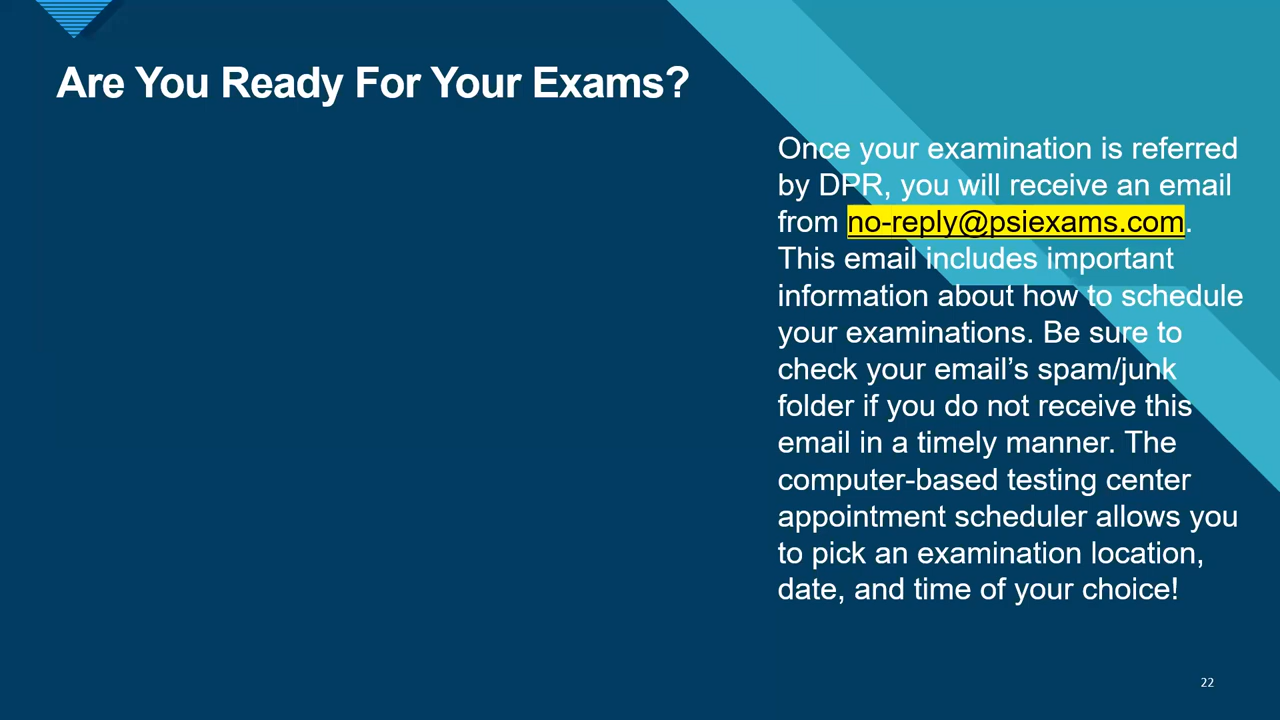 Are You Ready For Your Exams?
Once your examination is referred
by DPR, you will receive an email
from no-reply@psiexams.com.
This email includes important
information about how to schedule
your examinations. Be sure to
check your email’s spam/junk
folder if you do not receive this
email in a timely manner. The
computer-based testing center
appointment scheduler allows you
to pick an examination location,
date, and time of your choice!
22